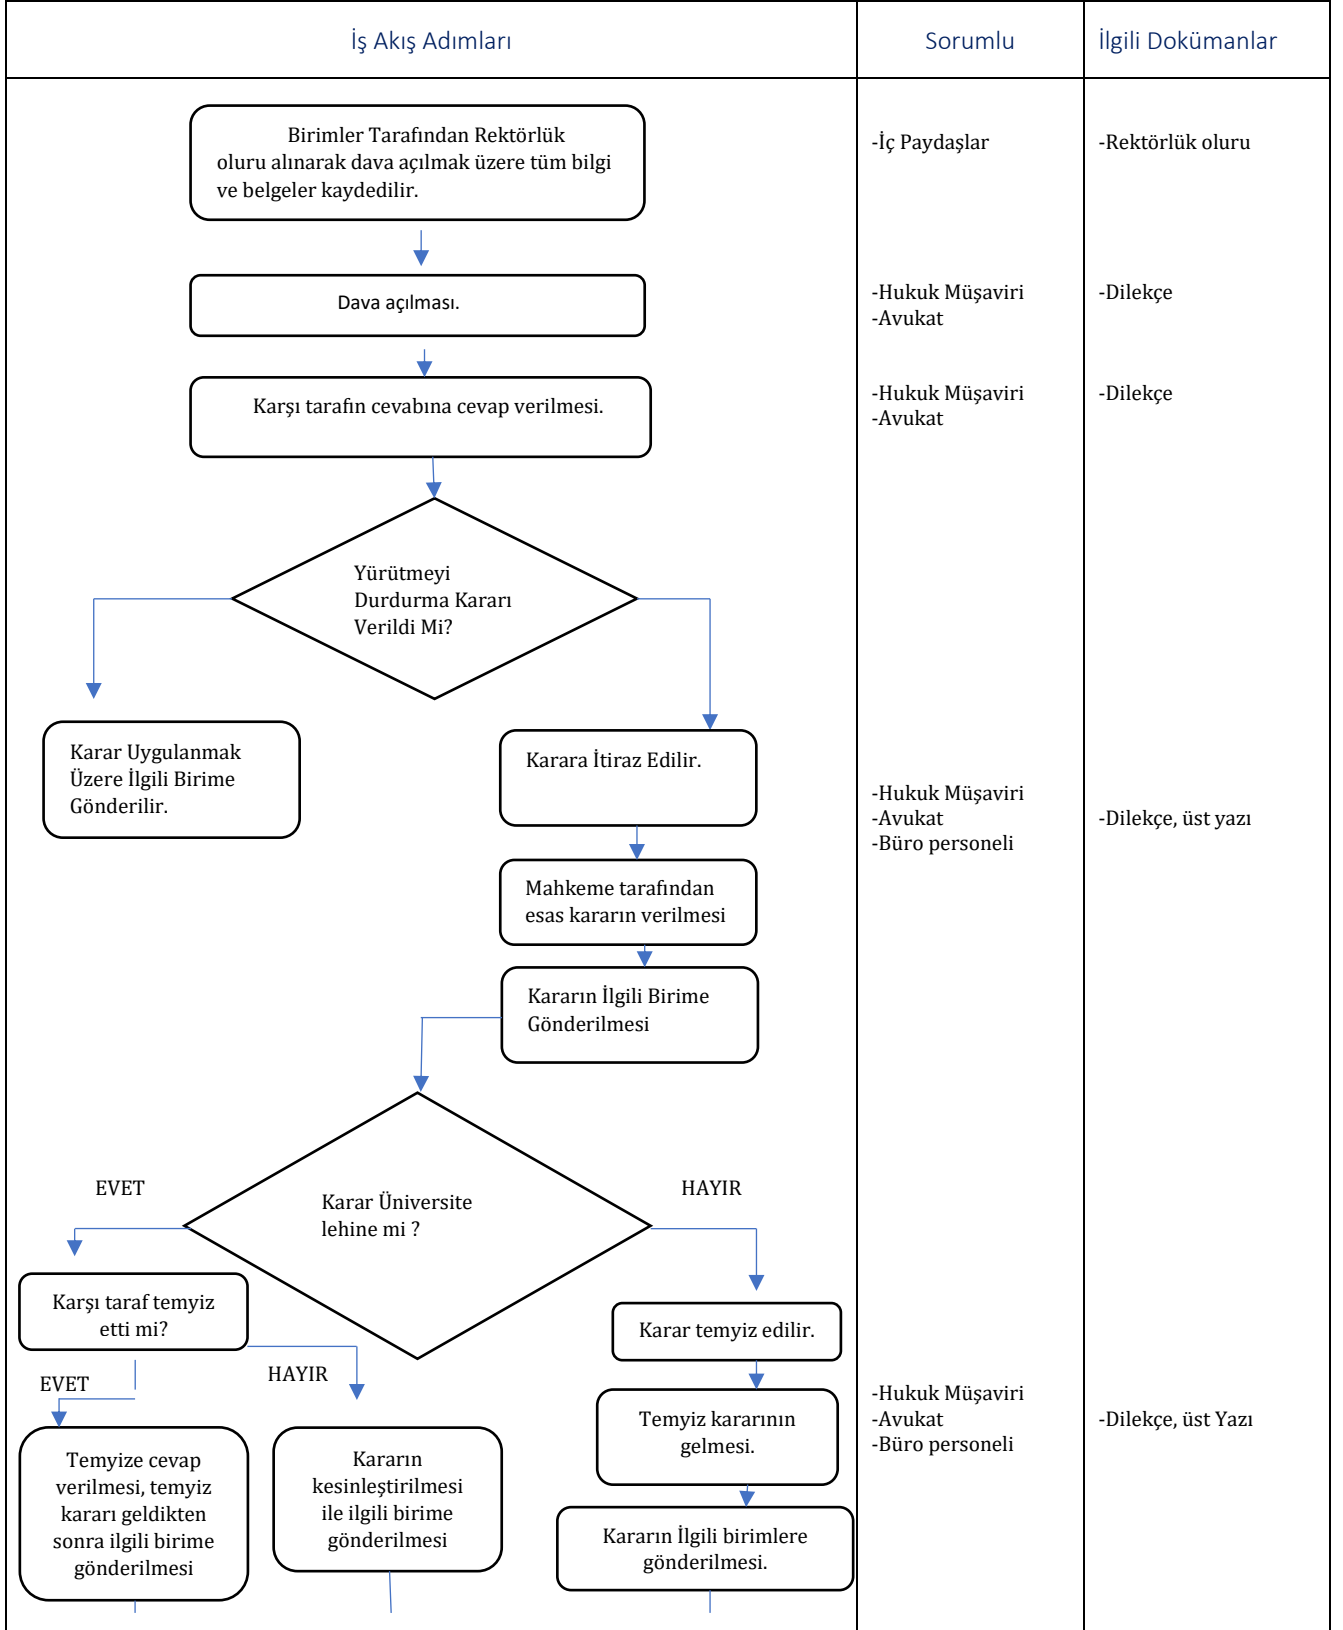 İş Akış Adımları
Sorumlu
İlgili Dokümanlar
Birimler Tarafından Rektörlük
oluru alınarak dava açılmak üzere tüm bilgi
ve belgeler kaydedilir.
-İç Paydaşlar
-Rektörlük oluru
Dava açılması.
-Hukuk Müşaviri
-Avukat
-Dilekçe
Karşı tarafın cevabına cevap verilmesi.
-Hukuk Müşaviri
-Avukat
-Dilekçe
Yürütmeyi
Durdurma Kararı
Verildi Mi?
Karar Uygulanmak
Üzere İlgili Birime
Gönderilir.
Karara İtiraz Edilir.
-Hukuk Müşaviri
-Avukat
-Büro personeli
-Dilekçe, üst yazı
Mahkeme tarafından
esas kararın verilmesi
Kararın İlgili Birime
Gönderilmesi
EVET
Karar Üniversite
lehine mi ?
HAYIR
Karşı taraf temyiz
etti mi?
Karar temyiz edilir.
EVET
HAYIR
Temyiz kararının
gelmesi.
-Hukuk Müşaviri
-Avukat
-Büro personeli
-Dilekçe, üst Yazı
Temyize cevap
verilmesi, temyiz
kararı geldikten
sonra ilgili birime
gönderilmesi
Kararın
kesinleştirilmesi
ile ilgili birime
gönderilmesi
Kararın İlgili birimlere
gönderilmesi.